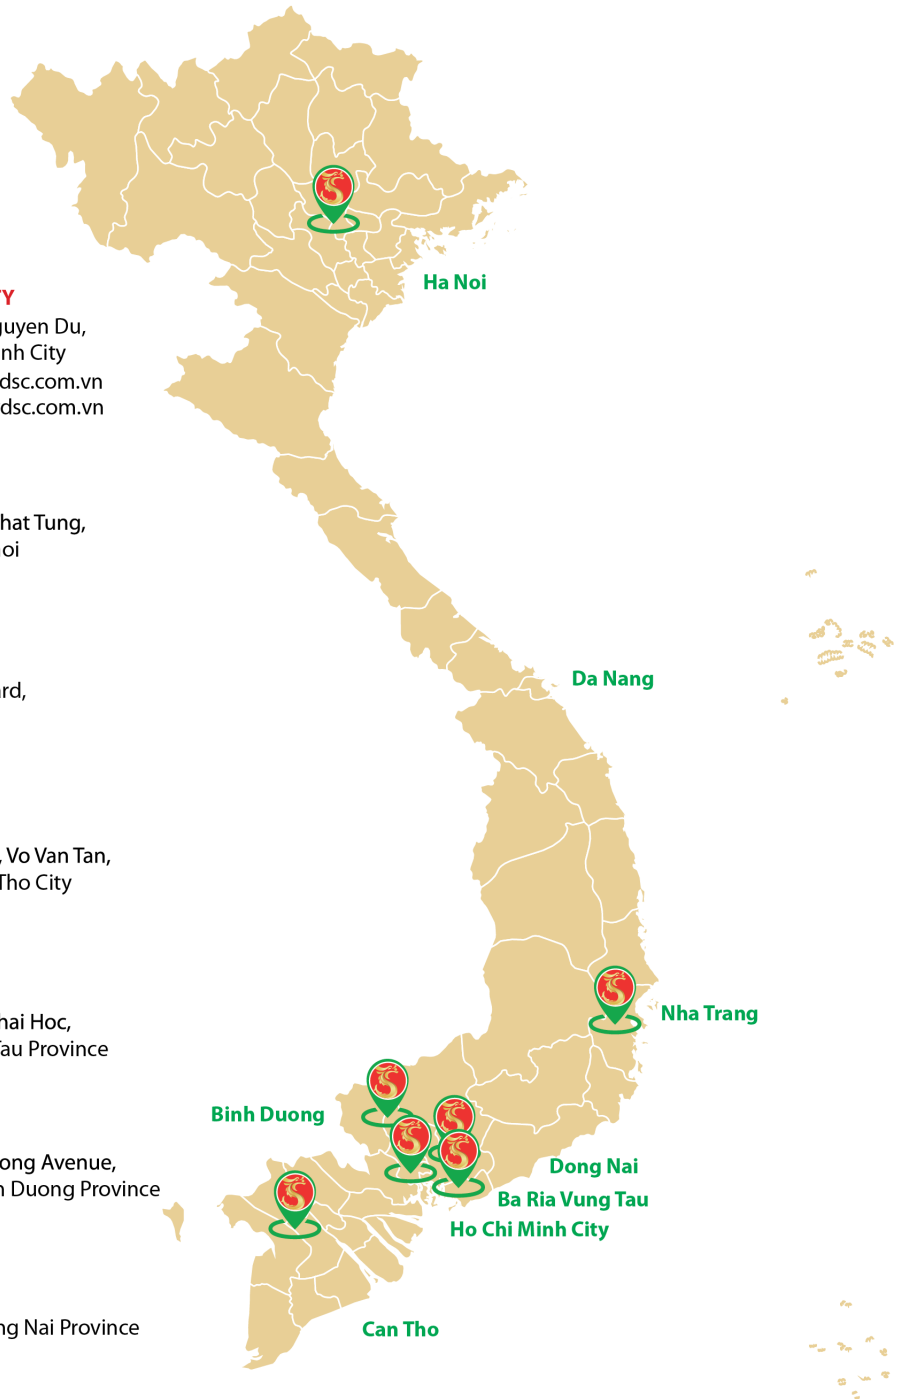 Y
guyen Du,
nh City
dsc.com.vn
dsc.com.vn
hat Tung,
oi
rd,
, Vo Van Tan,
Tho City
hai Hoc,
Tau Province
ong Avenue,
h Duong Province
ng Nai Province
Ha Noi
Da Nang
Nha Trang
Binh Duong
Dong Nai
Ba Ria Vung Tau
Ho Chi Minh City
Can Tho